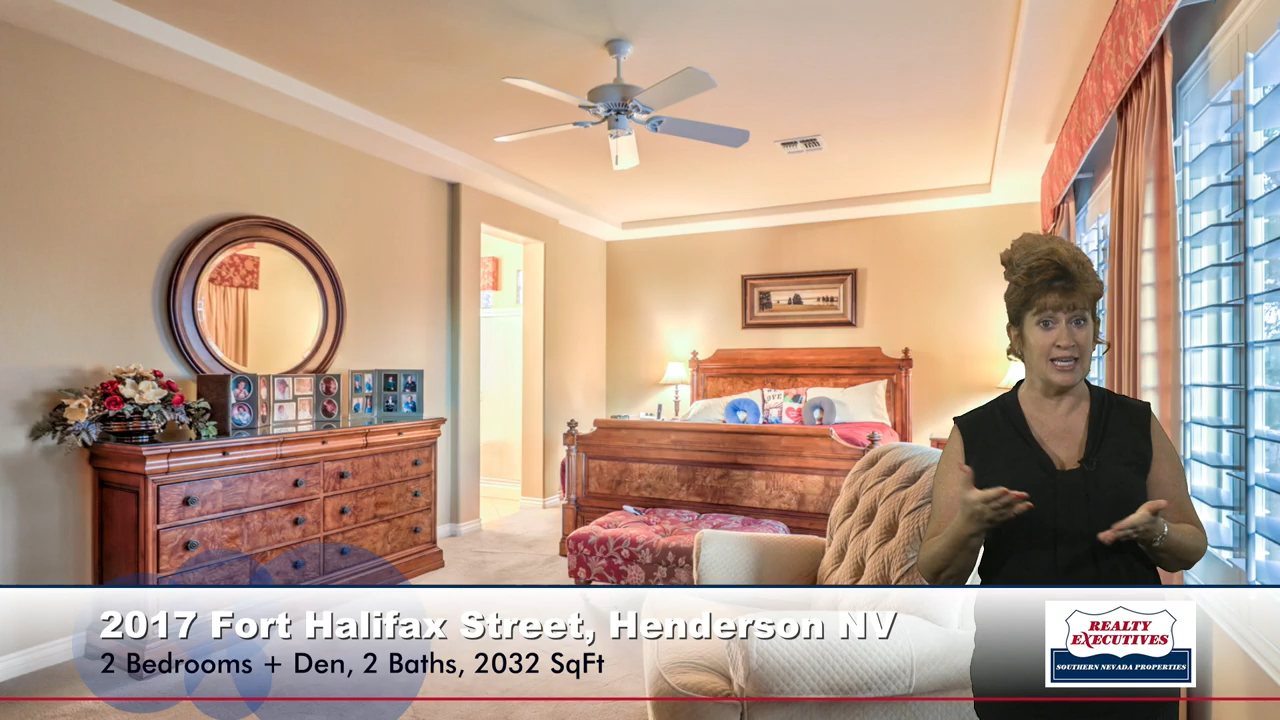 2017 Fort Halifax Street, Henderson NV
2 Bedrooms + Den, 2 Baths, 2032 SqFt
REALTY
EXECUTIVES
SOUTHERN NEVADA PROPERTIES